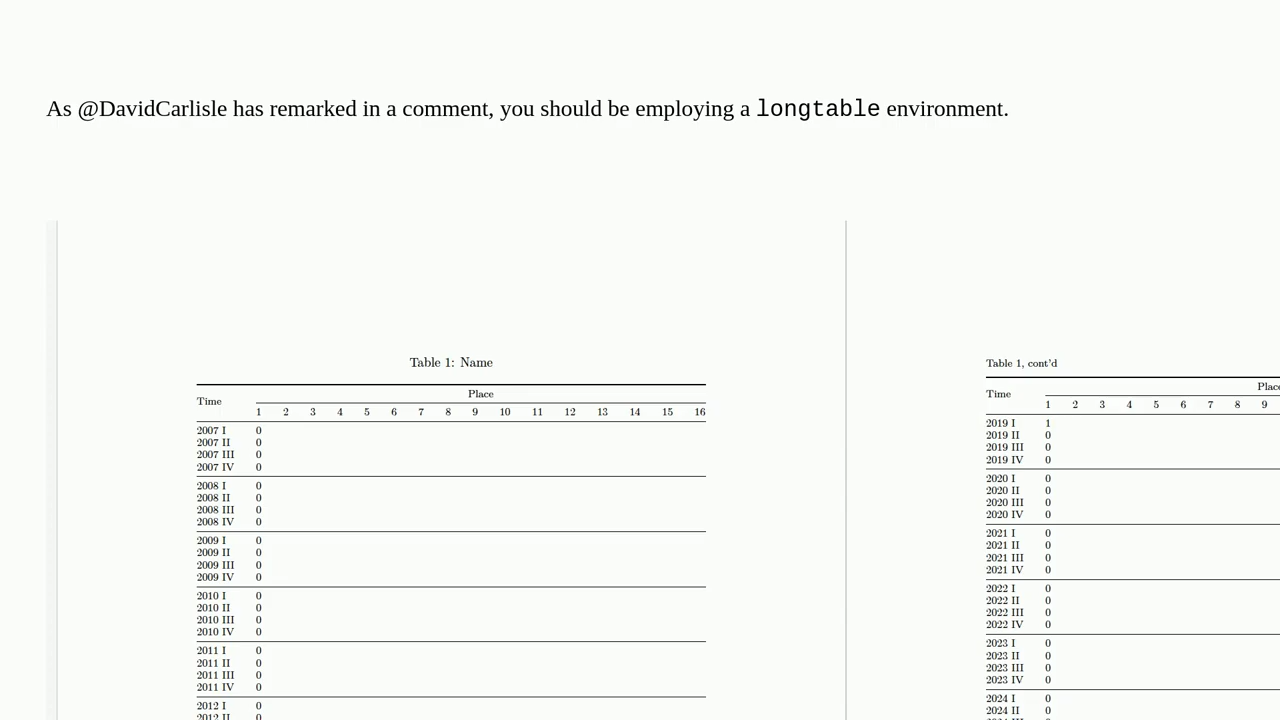 As @DavidCarlisle has remarked in a comment, you should be employing a longtable environment.
Table 1: Name
Time Place
1 2 3 4 5 6 7 8 9 10 11 12 13 14 15 16
2007 I 0
2007 II 0
2007 III 0
2007 IV 0
2008 I 0
2008 II 0
2008 III 0
2008 IV 0
2009 I 0
2009 II 0
2009 III 0
2009 IV 0
2010 I 0
2010 II 0
2010 III 0
2010 IV 0
2011 I 0
2011 II 0
2011 III 0
2011 IV 0
2012 I 0
2012 II 0
Table 1, cont'd
Time Place
1 2 3 4 5 6 7 8 9
2019 I 1
2019 II 0
2019 III 0
2019 IV 0
2020 I 0
2020 II 0
2020 III 0
2020 IV 0
2021 I 0
2021 II 0
2021 III 0
2021 IV 0
2022 I 0
2022 II 0
2022 III 0
2022 IV 0
2023 I 0
2023 II 0
2023 III 0
2023 IV 0
2024 I 0
2024 II 0